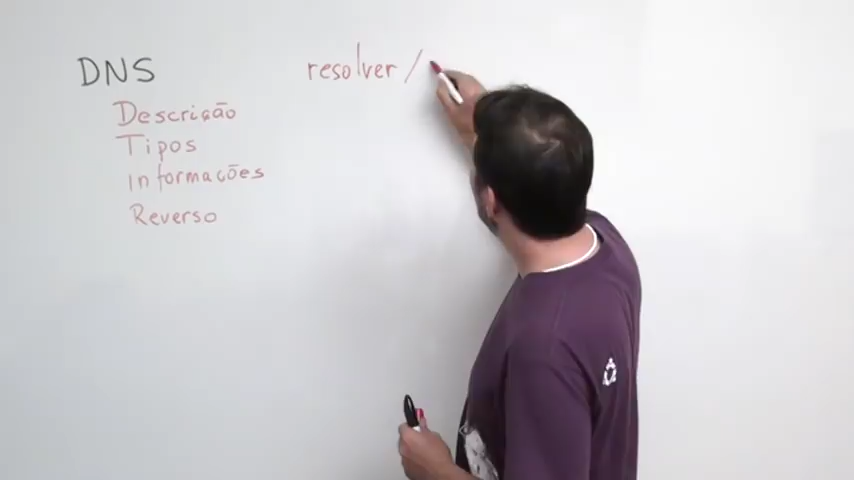 DNS
Descrição
Tipos
Informações
Reverso
resolver /